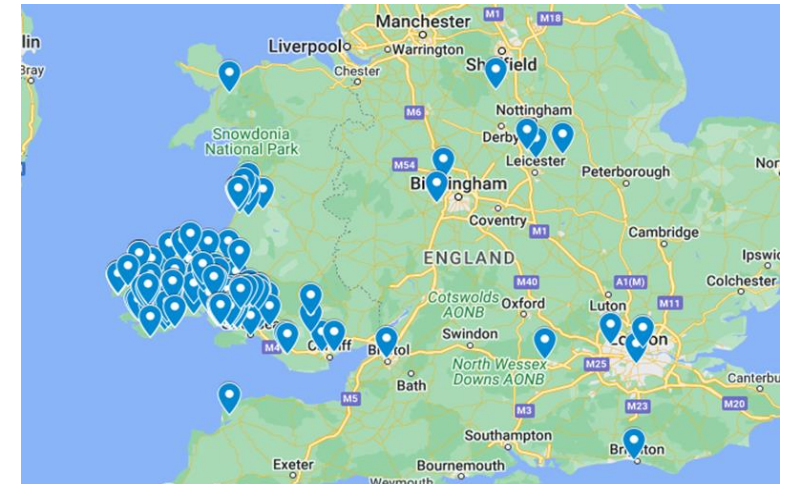 Manchester
M1
M18
lin
Liverpool
Warrington
Bray
Chester
Sheffield
M6
Nottingham
Snowdonia
National Park
Derby
M54
Leicester
Peterborough
Nor
Birmingham
Coventry
M1
Cambridge
ENGLAND
Ipswi
M40
A1(M)
Colchester
Cotswolds
AONB
Oxford
Luton
M11
M4
Cardiff
Bristol
Swindon
London
North Wessex
Downs AONB
M25
Bath
Canterbu
M5
M3
M23
M20
Southampton
Brighton
Exeter
Bournemouth
Weymouth